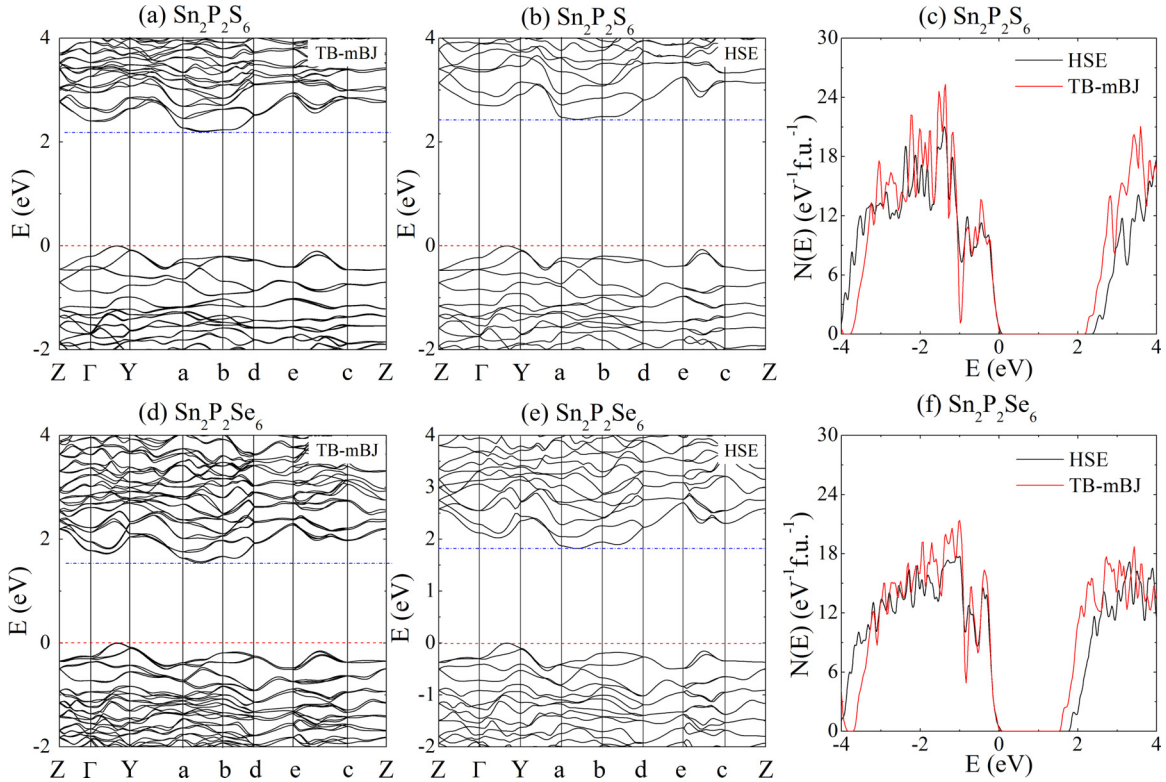 (a) Sn₂P₂S₆
TB-mBJ
E (eV)
4
2
0
-2
Z Γ Y a b d e c Z
(b) Sn₂P₂S₆
HSE
E (eV)
4
2
0
-2
Z Γ Y a b d e c Z
(c) Sn₂P₂S₆
HSE
TB-mBJ
N(E) (eV⁻¹f.u.⁻¹)
30
24
18
12
6
0
-4 -2 0 2 4
E (eV)
(d) Sn₂P₂Se₆
TB-mBJ
E (eV)
4
2
0
-2
Z Γ Y a b d e c Z
(e) Sn₂P₂Se₆
HSE
E (eV)
4
3
2
1
0
-1
-2
Z Γ Y a b d e c Z
(f) Sn₂P₂Se₆
HSE
TB-mBJ
N(E) (eV⁻¹f.u.⁻¹)
30
24
18
12
6
0
-4 -2 0 2 4
E (eV)